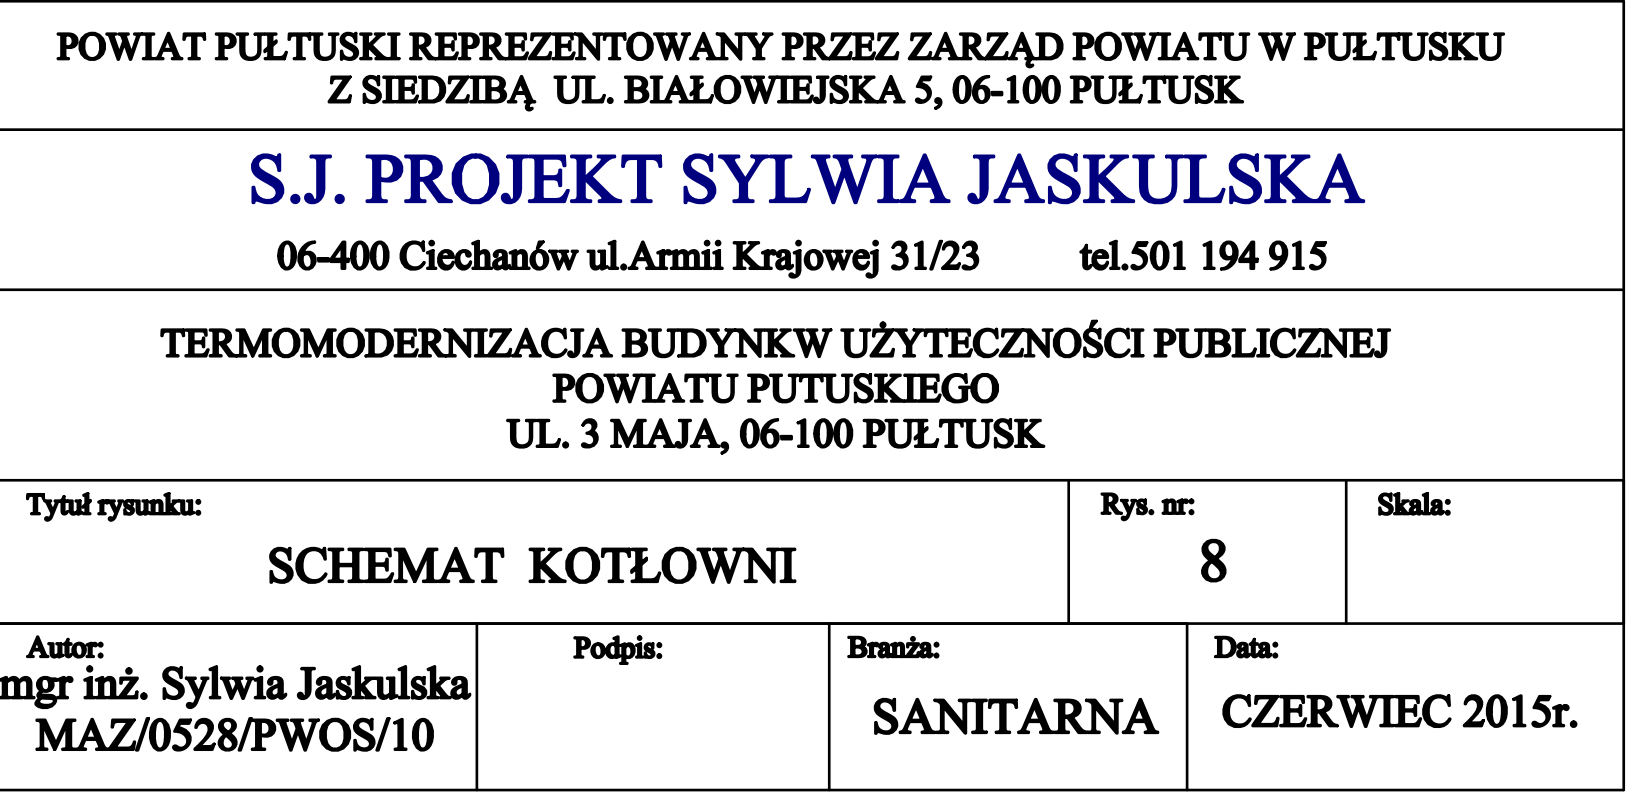 POWIAT PUŁTUSKI REPREZENTOWANY PRZEZ ZARZĄD POWIATU W PUŁTUSKU
Z SIEDZIBĄ UL. BIAŁOWIEJSKA 5, 06-100 PUŁTUSK
S.J. PROJEKT SYLWIA JASKULSKA
06-400 Ciechanów ul.Armii Krajowej 31/23 tel.501 194 915
TERMOMODERNIZACJA BUDYNKW UŻYTECZNOŚCI PUBLICZNEJ
POWIATU PUTUSKIEGO
UL. 3 MAJA, 06-100 PUŁTUSK
Tytuł rysunku:
SCHEMAT KOTŁOWNI
Rys. nr:
8
Skala:
Autor:
mgr inż. Sylwia Jaskulska
MAZ/0528/PWOS/10
Podpis:
Branża:
SANITARNA
Data:
CZERWIEC 2015r.